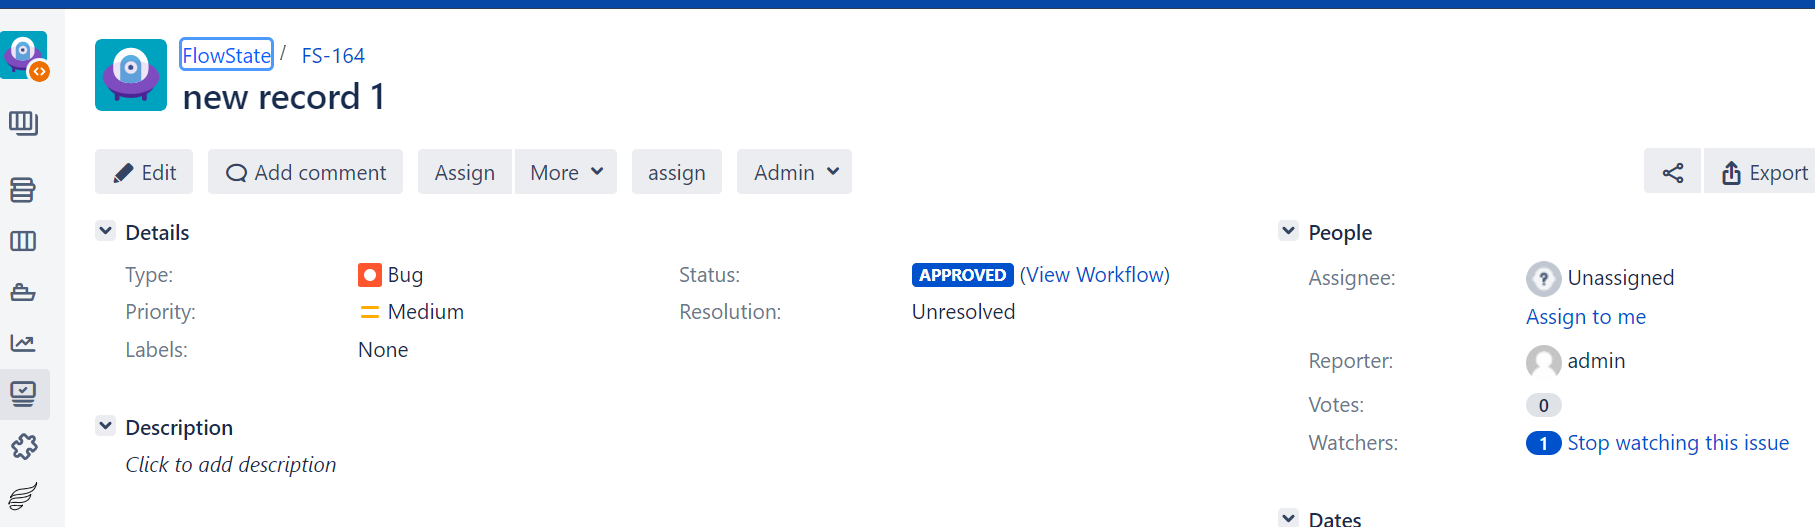 FlowState / FS-164
new record 1
Edit Add comment Assign More assign Admin Export
Details
Type: Bug
Status: APPROVED (View Workflow)
Priority: Medium
Resolution: Unresolved
Labels: None
Description
Click to add description
People
Assignee: Unassigned
Assign to me
Reporter: admin
Votes: 0
Watchers: 1 Stop watching this issue
Dates